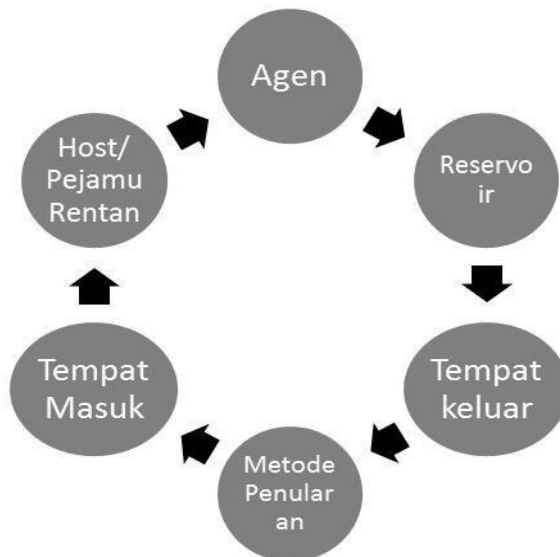 Agen
Reservo
ir
Tempat
keluar
Metode
Penular
an
Tempat
Masuk
Host/
Pejamu
Rentan